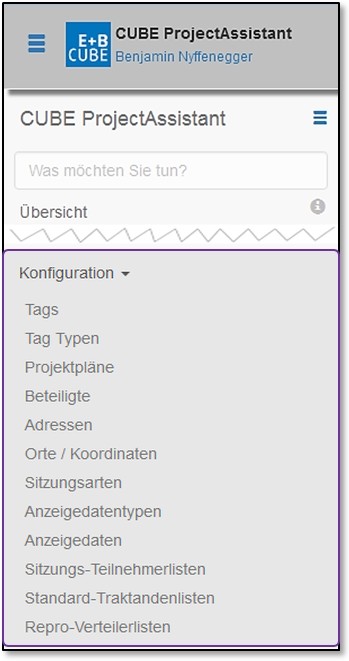 E+B
CUBE
CUBE ProjectAssistant
Benjamin Nyffenegger
CUBE ProjectAssistant
Was möchten Sie tun?
Übersicht
Konfiguration
Tags
Tag Typen
Projektpläne
Beteiligte
Adressen
Orte / Koordinaten
Sitzungsarten
Anzeigedatentypen
Anzeigedaten
Sitzungs-Teilnehmerlisten
Standard-Traktandenlisten
Repro-Verteilerlisten